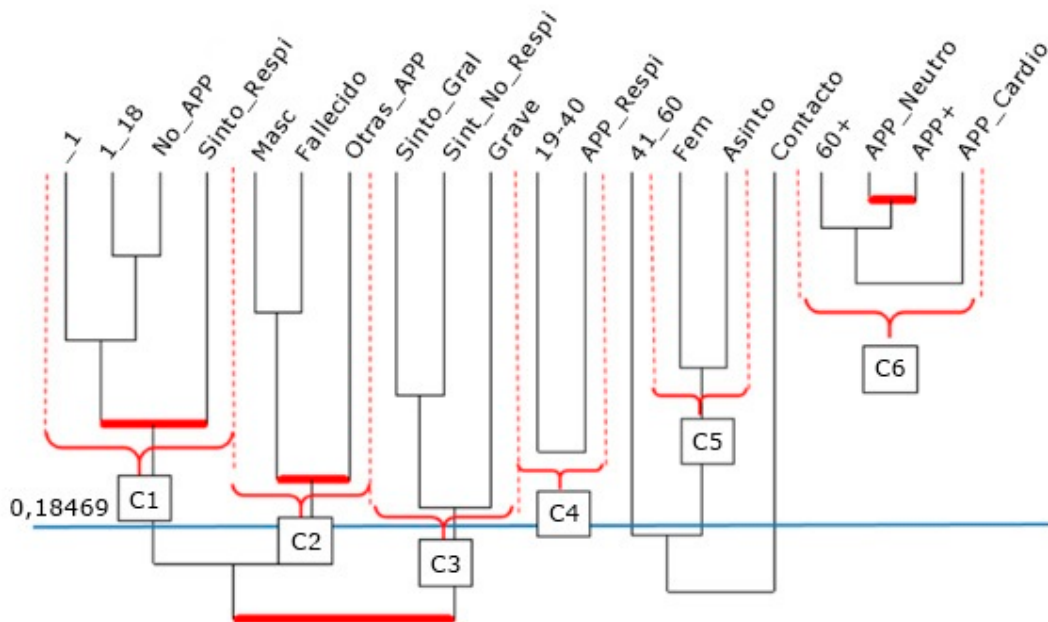 _1
1_18
No_APP
Sinto_Respi
Masc
Fallecido
Otras_APP
Sinto_Gral
Sint_No_Respi
Grave
19-40
APP_Respi
41_60
Fem
Asinto
Contacto
60+
APP_Neutro
APP+
APP_Cardio
C6
C5
C1
0,18469
C4
C2
C3